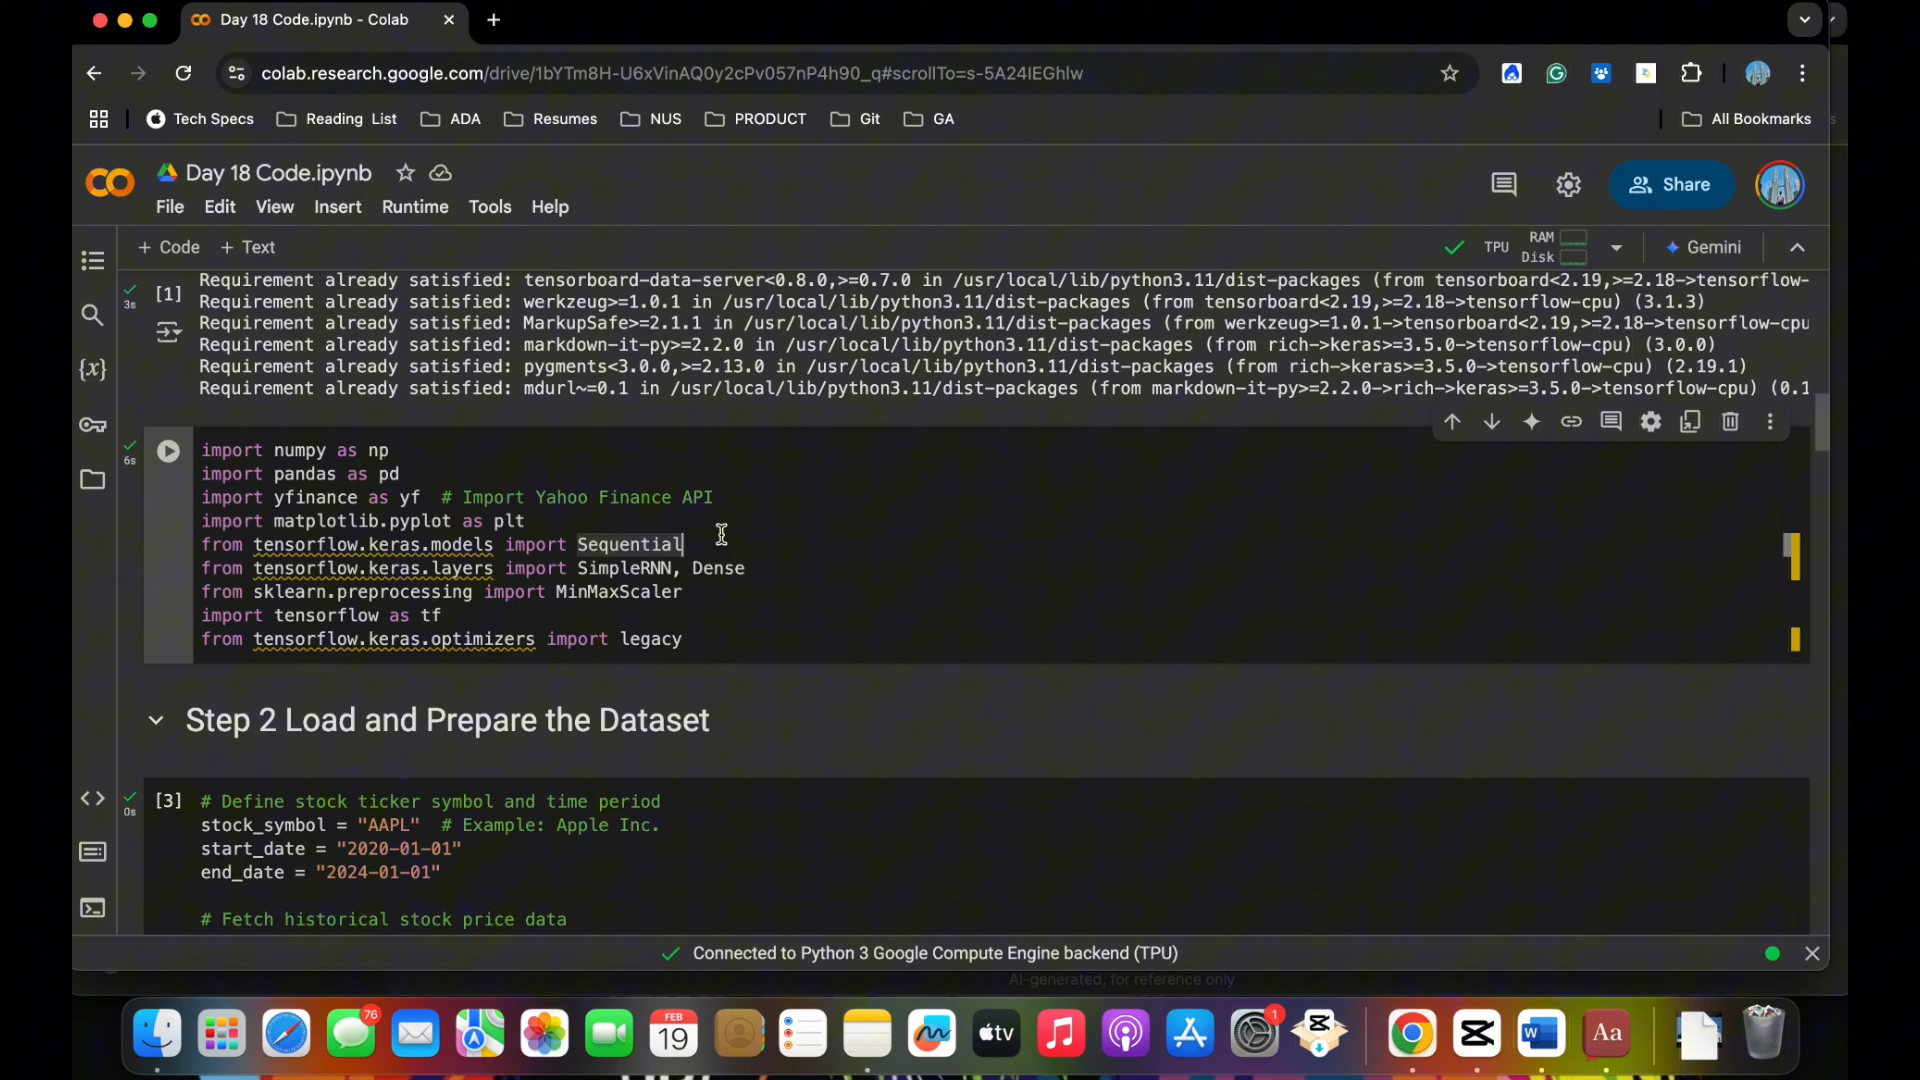 Day 18 Code.ipynb - Colab
colab.research.google.com/drive/1bYTm8H-U6xVinAQ0y2cPv057nP4h90_q#scrollTo=s-5A24lEGhlw
Tech Specs Reading List ADA Resumes NUS PRODUCT Git GA All Bookmarks
Day 18 Code.ipynb
Share
File Edit View Insert Runtime Tools Help
+ Code + Text
TPU RAM Disk Gemini
[1]
3s
Requirement already satisfied: tensorboard-data-server<0.8.0,>=0.7.0 in /usr/local/lib/python3.11/dist-packages (from tensorboard<2.19,>=2.18->tensorflow-
Requirement already satisfied: werkzeug>=1.0.1 in /usr/local/lib/python3.11/dist-packages (from tensorboard<2.19,>=2.18->tensorflow-cpu) (3.1.3)
Requirement already satisfied: MarkupSafe>=2.1.1 in /usr/local/lib/python3.11/dist-packages (from werkzeug>=1.0.1->tensorboard<2.19,>=2.18->tensorflow-cpu
Requirement already satisfied: markdown-it-py>=2.2.0 in /usr/local/lib/python3.11/dist-packages (from rich->keras>=3.5.0->tensorflow-cpu) (3.0.0)
Requirement already satisfied: pygments<3.0.0,>=2.13.0 in /usr/local/lib/python3.11/dist-packages (from rich->keras>=3.5.0->tensorflow-cpu) (2.19.1)
Requirement already satisfied: mdurl~=0.1 in /usr/local/lib/python3.11/dist-packages (from markdown-it-py>=2.2.0->rich->keras>=3.5.0->tensorflow-cpu) (0.1
6s
import numpy as np
import pandas as pd
import yfinance as yf # Import Yahoo Finance API
import matplotlib.pyplot as plt
from tensorflow.keras.models import Sequential
from tensorflow.keras.layers import SimpleRNN, Dense
from sklearn.preprocessing import MinMaxScaler
import tensorflow as tf
from tensorflow.keras.optimizers import legacy
Step 2 Load and Prepare the Dataset
[3]
0s
# Define stock ticker symbol and time period
stock_symbol = "AAPL" # Example: Apple Inc.
start_date = "2020-01-01"
end_date = "2024-01-01"
# Fetch historical stock price data
Connected to Python 3 Google Compute Engine backend (TPU)
AI-generated, for reference only
76
FEB
19
tv
1
Aa